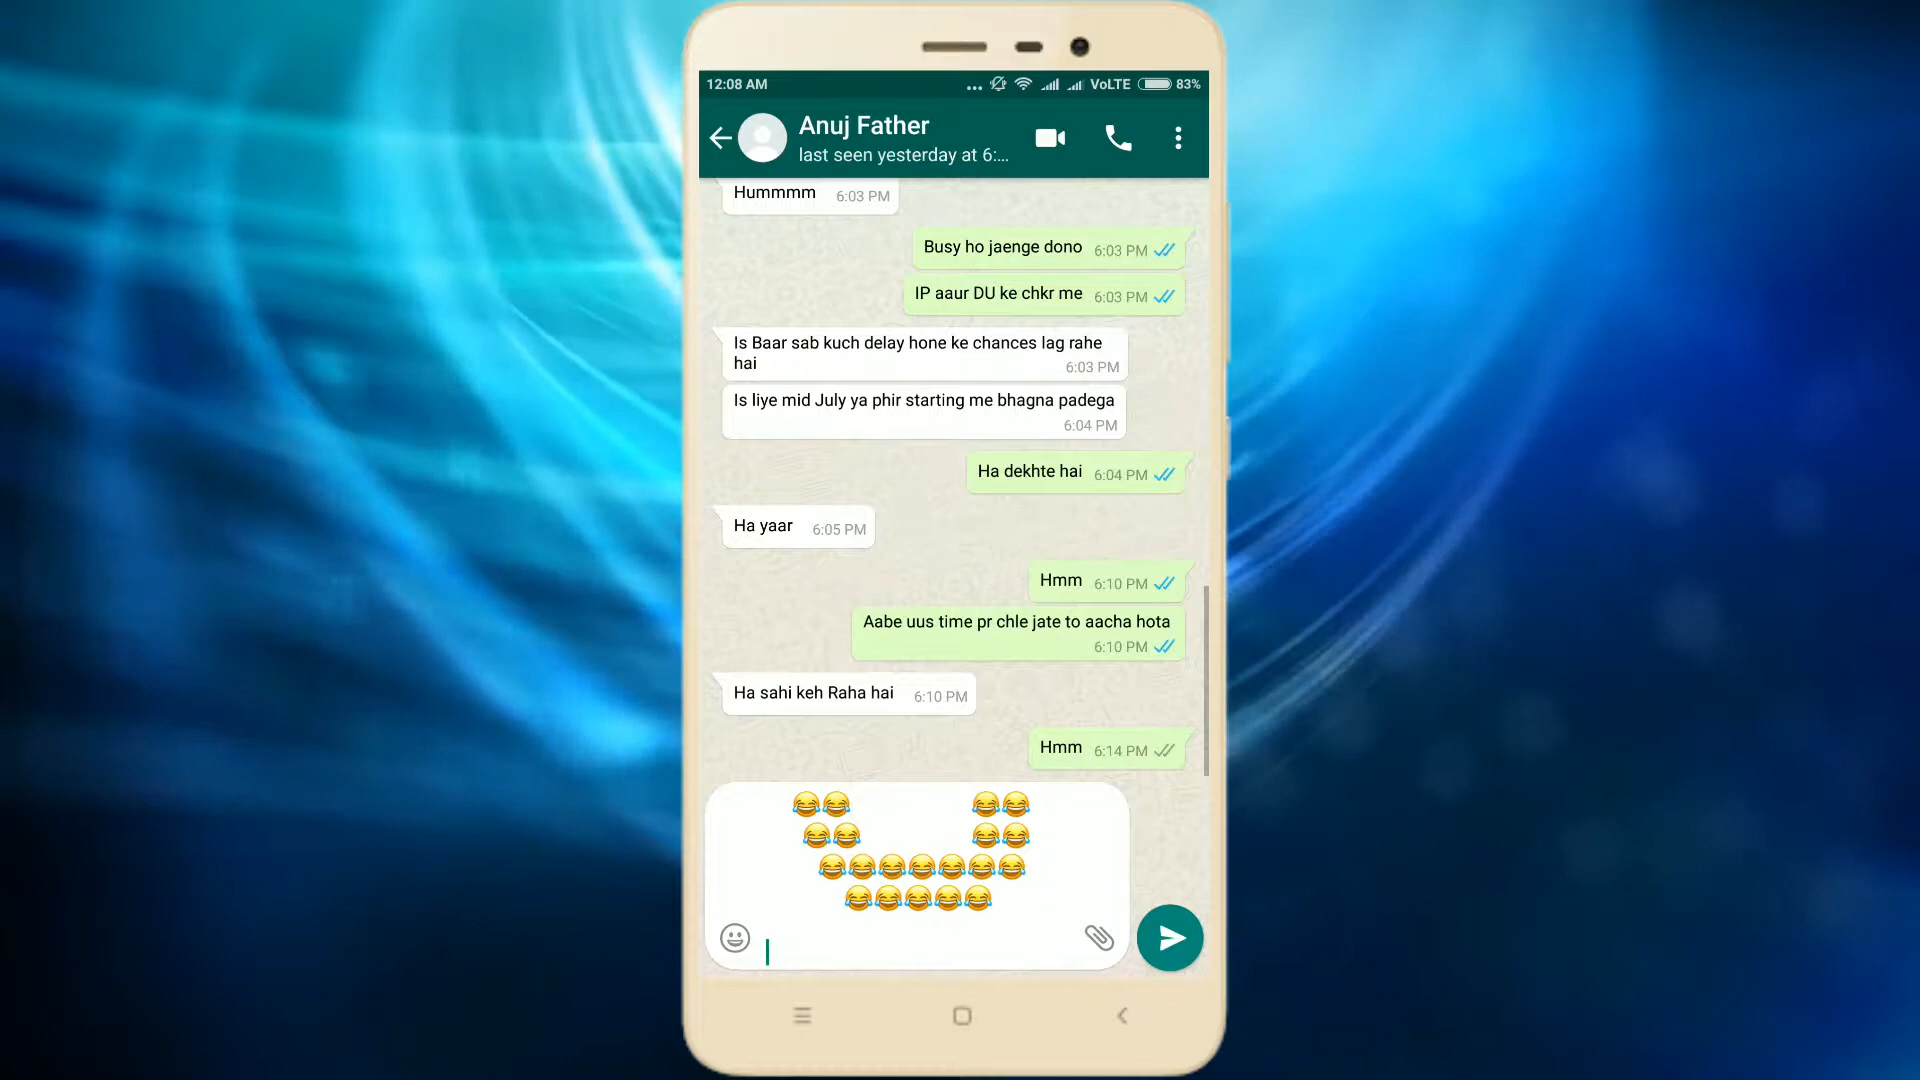 12:08 AM
... VoLTE 83%
Anuj Father
last seen yesterday at 6:...
Hummmm 6:03 PM
Busy ho jaenge dono 6:03 PM
IP aaur DU ke chkr me 6:03 PM
Is Baar sab kuch delay hone ke chances lag rahe
hai 6:03 PM
Is liye mid July ya phir starting me bhagna padega
6:04 PM
Ha dekhte hai 6:04 PM
Ha yaar 6:05 PM
Hmm 6:10 PM
Aabe uus time pr chle jate to aacha hota
6:10 PM
Ha sahi keh Raha hai 6:10 PM
Hmm 6:14 PM
😂😂 😂😂
😂😂 😂😂
😂😂😂😂😂😂😂
😂😂😂😂😂